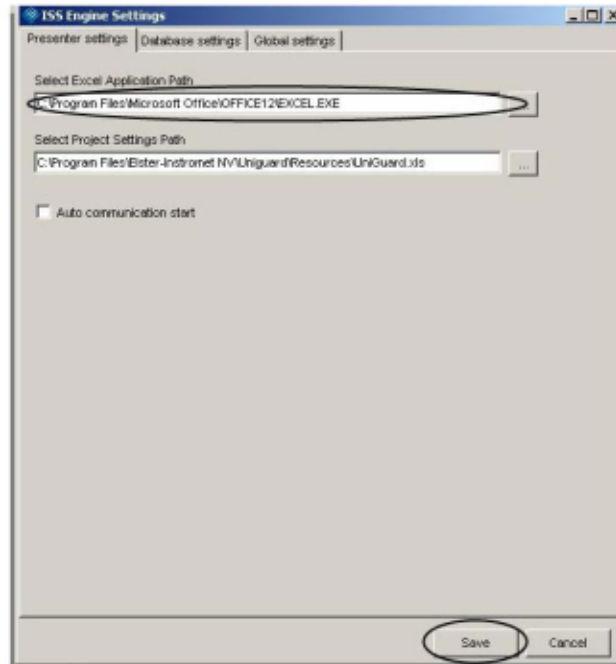 ISS Engine Settings
Presenter settings Database settings Global settings
Select Excel Application Path
C:\Program Files\Microsoft Office\OFFICE12\EXCEL.EXE
Select Project Settings Path
C:\Program Files\Elster-Instromet NV\Uniguard\Resources\UniGuard.xls
...
Auto communication start
Save Cancel